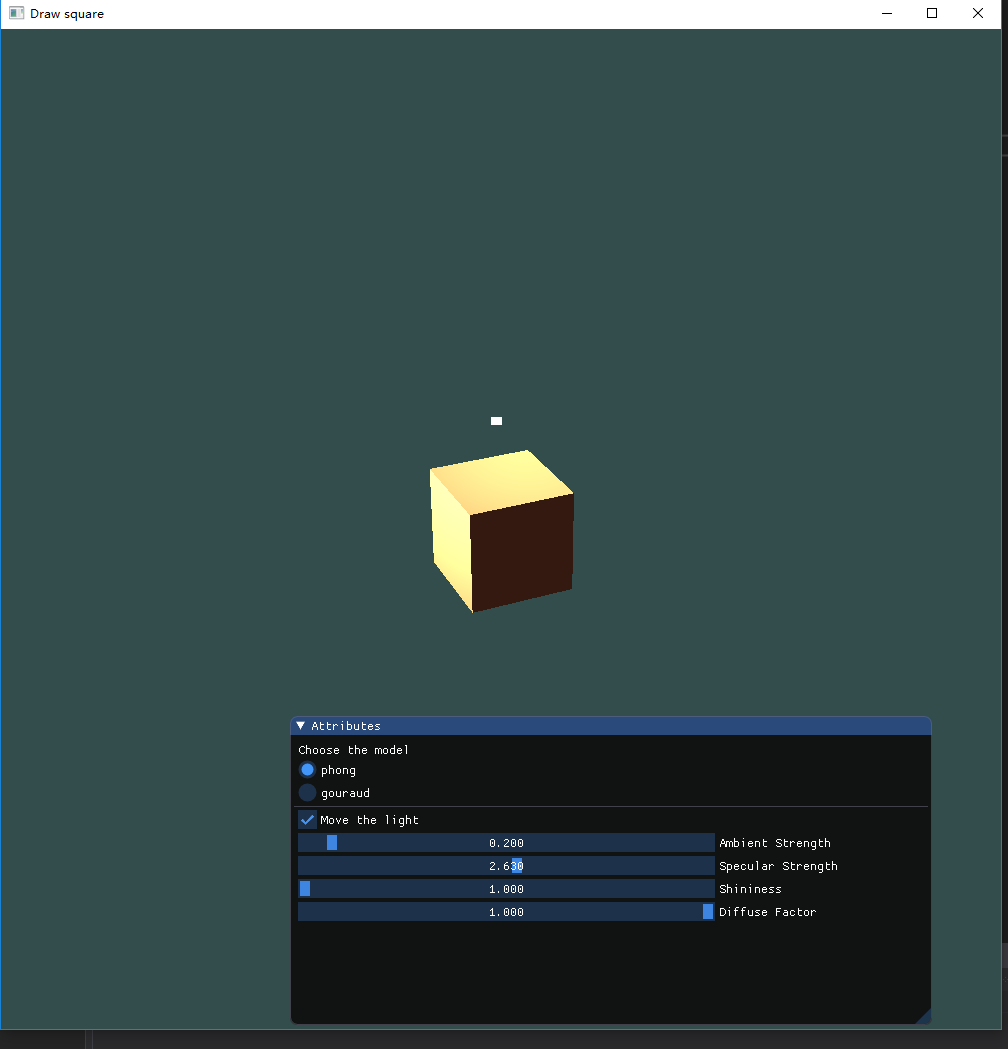 Draw square
Attributes
Choose the model
phong
gouraud
Move the light
0.200 Ambient Strength
2.630 Specular Strength
1.000 Shininess
1.000 Diffuse Factor